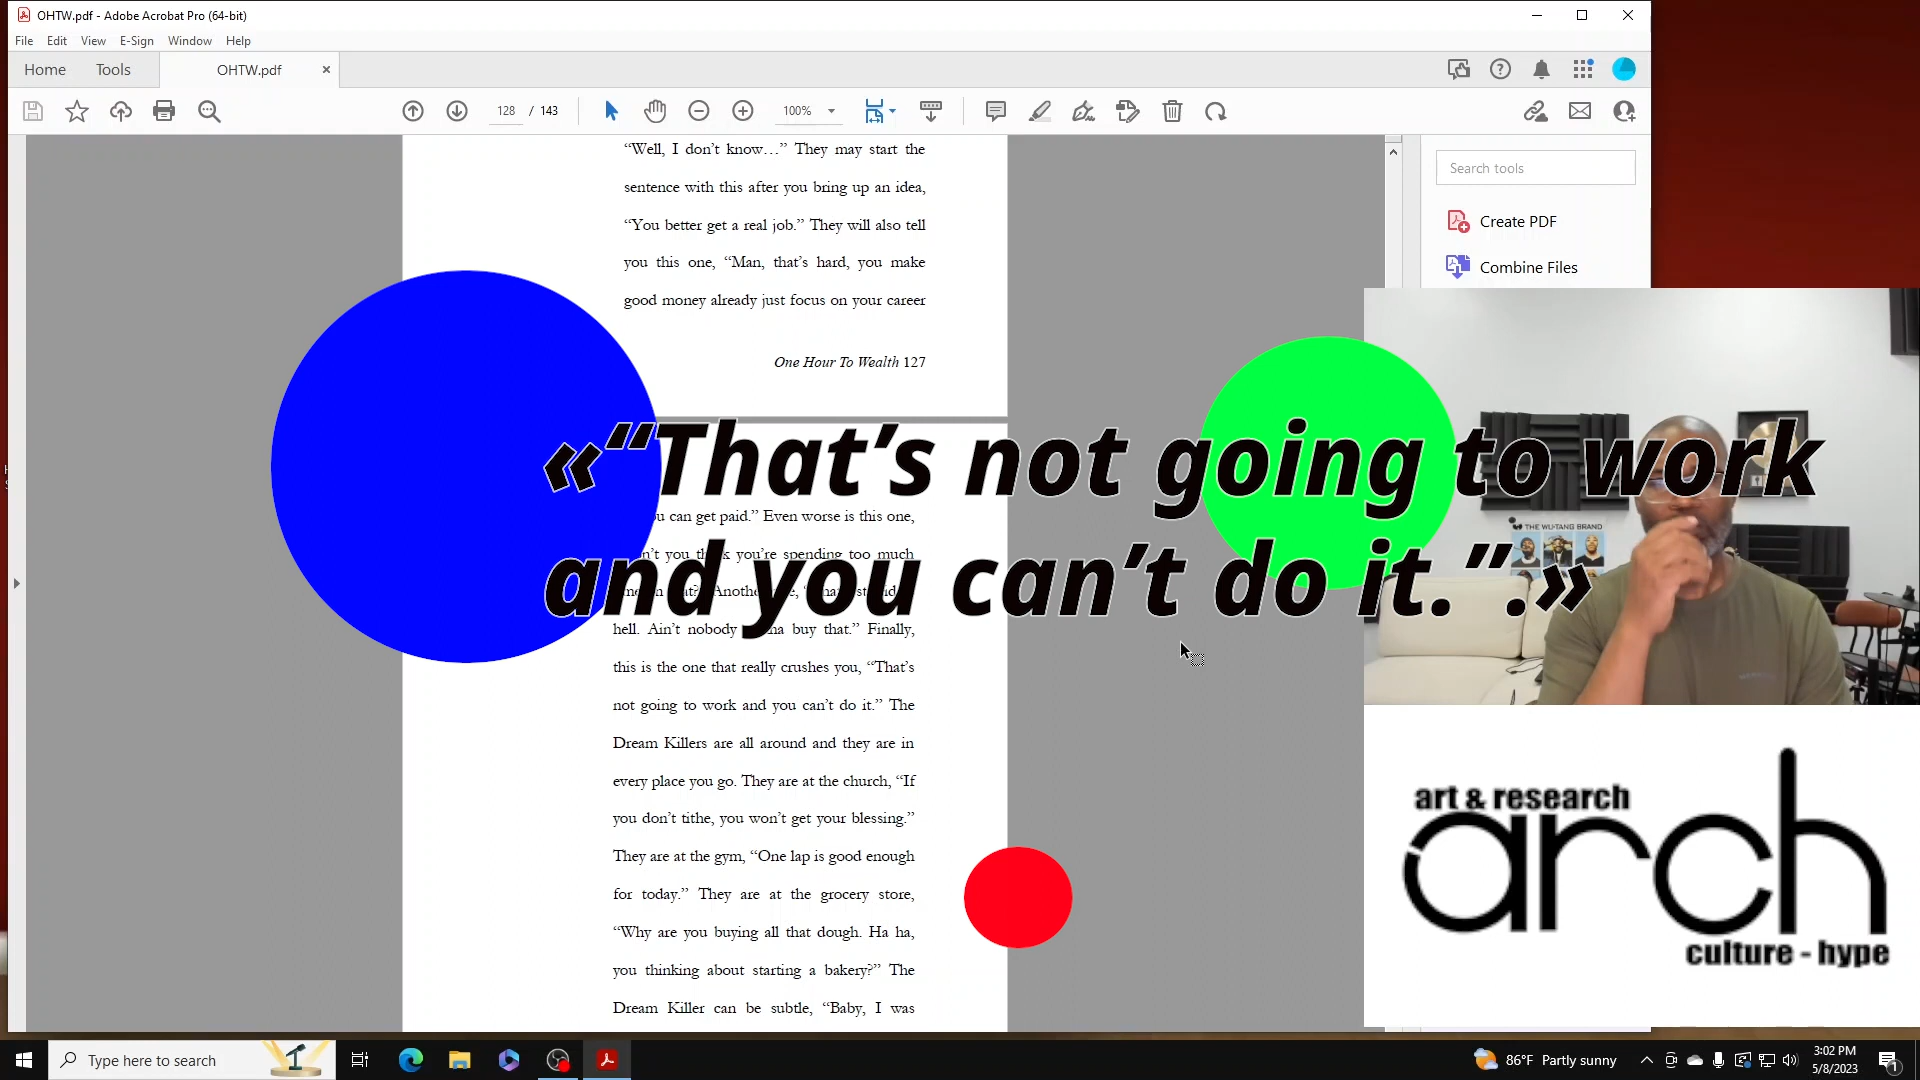 OHTW.pdf - Adobe Acrobat Pro (64-bit)
File Edit View E-Sign Window Help
Home Tools OHTW.pdf
128 / 143 100%
“Well, I don’t know…” They may start the
sentence with this after you bring up an idea,
“You better get a real job.” They will also tell
you this one, “Man, that’s hard, you make
good money already just focus on your career
One Hour To Wealth 127
Search tools
Create PDF
Combine Files
«“That’s not going to work
and you can’t do it.”.»
can get paid.” Even worse is this one,
you’re spending too much
hell. Ain’t nobody buy that.” Finally,
this is the one that really crushes you, “That’s
not going to work and you can’t do it.” The
Dream Killers are all around and they are in
every place you go. They are at the church, “If
you don’t tithe, you won’t get your blessing.”
They are at the gym, “One lap is good enough
for today.” They are at the grocery store,
“Why are you buying all that dough. Ha ha,
you thinking about starting a bakery?” The
Dream Killer can be subtle, “Baby, I was
THE WU-TANG BRAND
art & research
arch
culture - hype
Type here to search
86°F Partly sunny
3:02 PM
5/8/2023
1